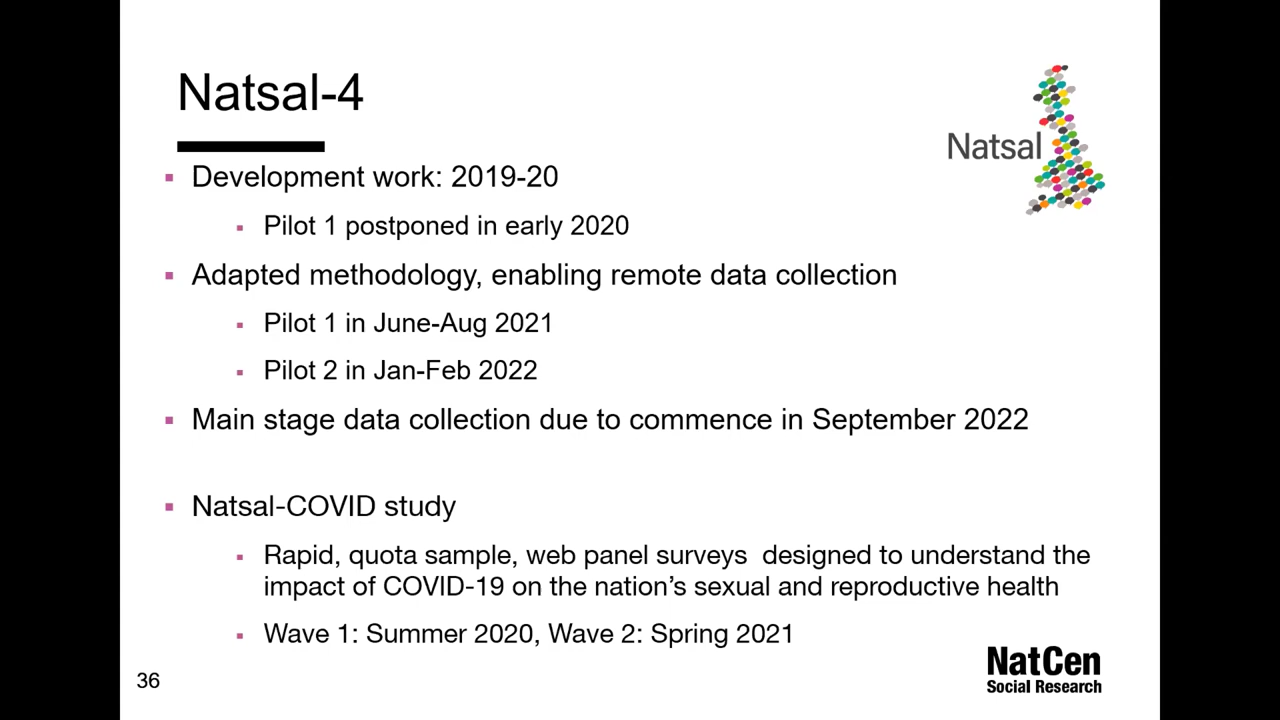 Natsal-4
Natsal
▪ Development work: 2019-20
▪ Pilot 1 postponed in early 2020
▪ Adapted methodology, enabling remote data collection
▪ Pilot 1 in June-Aug 2021
▪ Pilot 2 in Jan-Feb 2022
▪ Main stage data collection due to commence in September 2022
▪ Natsal-COVID study
▪ Rapid, quota sample, web panel surveys  designed to understand the
impact of COVID-19 on the nation’s sexual and reproductive health
▪ Wave 1: Summer 2020, Wave 2: Spring 2021
36
NatCen
Social Research